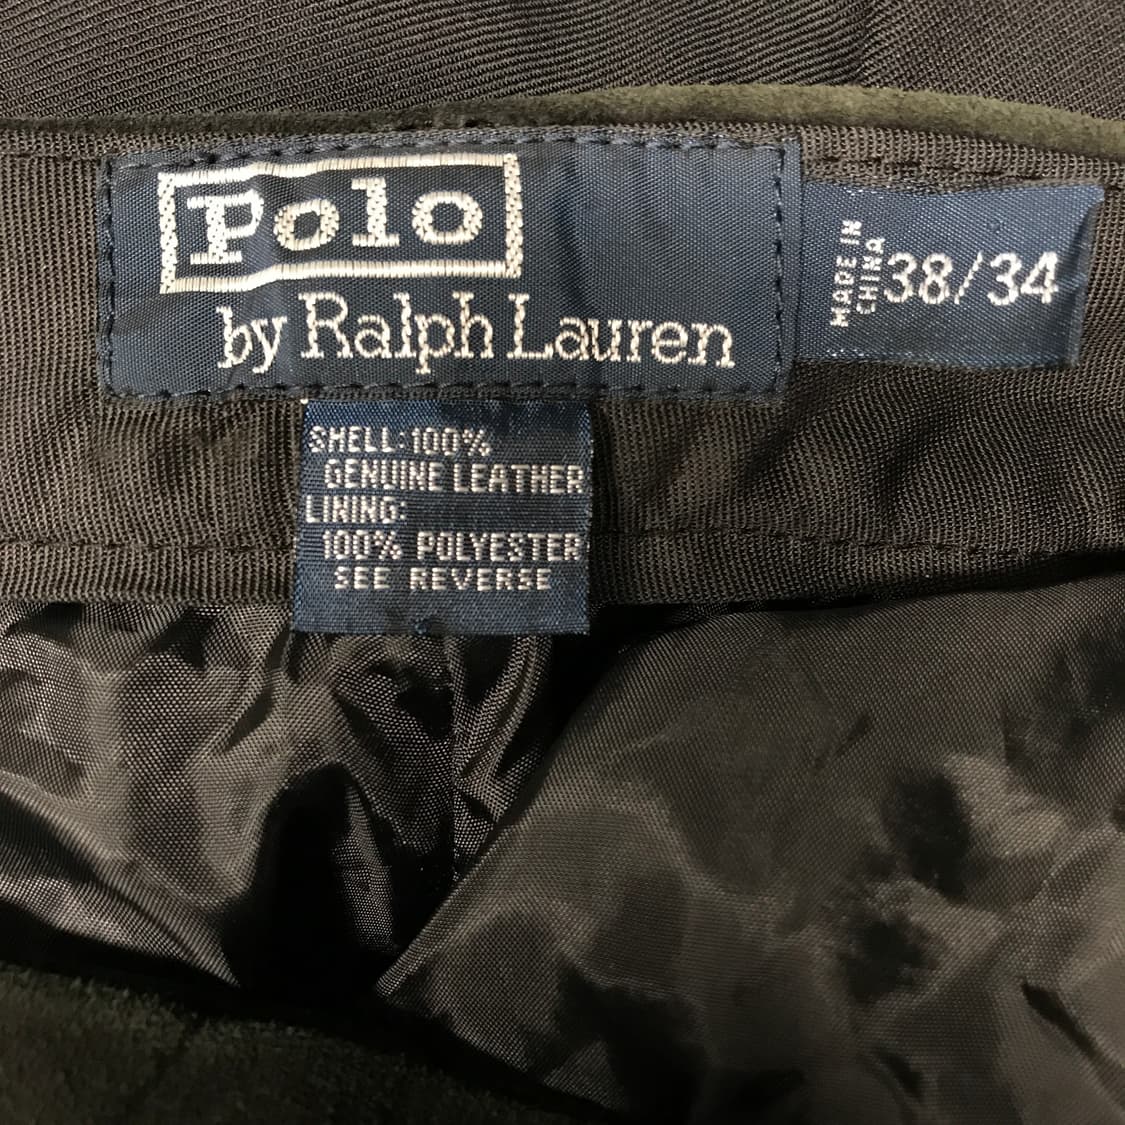 Polo
by Ralph Lauren
MADE IN
CHINA
38/34
SHELL: 100%
GENUINE LEATHER
LINING:
100% POLYESTER
SEE REVERSE